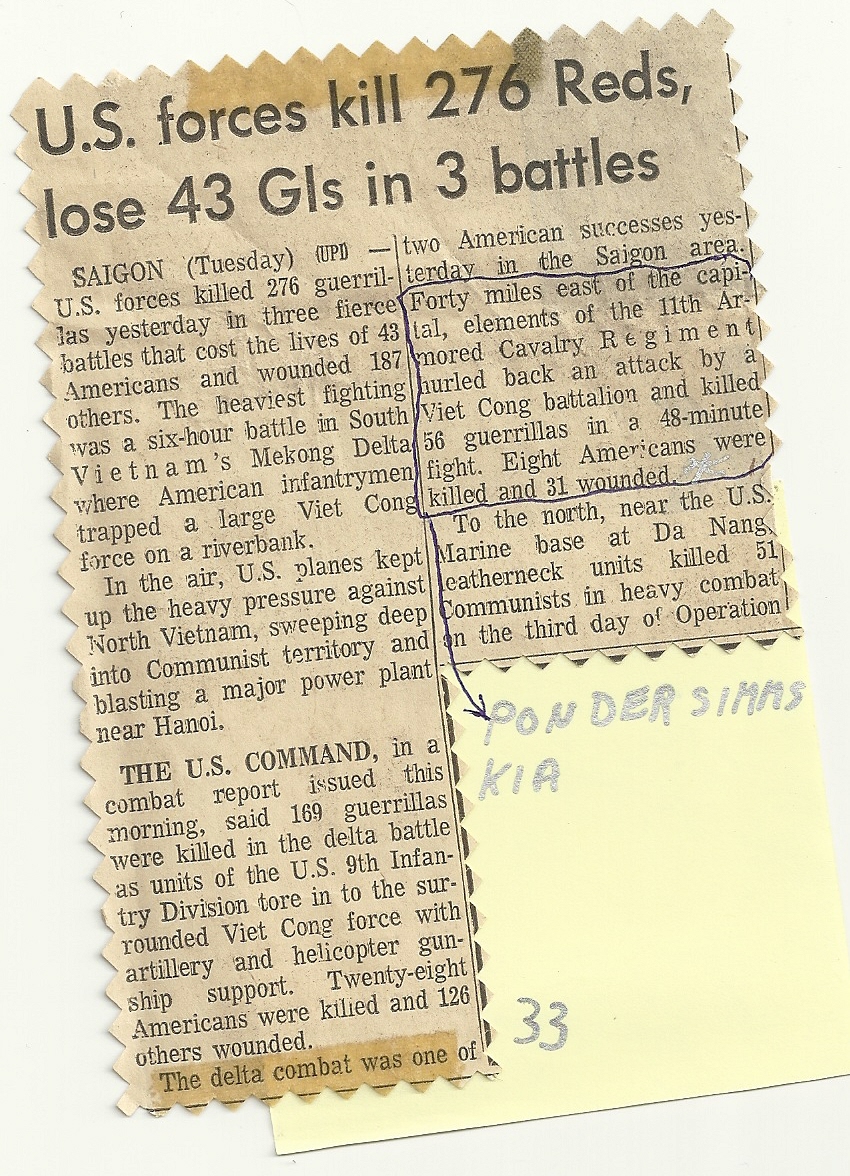 U.S. forces kill 276 Reds,
lose 43 GIs in 3 battles
SAIGON (Tuesday) (UPI) —
U.S. forces killed 276 guerril-
las yesterday in three fierce
battles that cost the lives of 43
Americans and wounded 187
others. The heaviest fighting
was a six-hour battle in South
Vietnam's Mekong Delta
where American infantrymen
trapped a large Viet Cong
force on a riverbank.
In the air, U.S. planes kept
up the heavy pressure against
North Vietnam, sweeping deep
into Communist territory and
blasting a major power plant
near Hanoi.
THE U.S. COMMAND, in a
combat report issued this
morning, said 169 guerrillas
were killed in the delta battle
as units of the U.S. 9th Infan-
try Division tore in to the sur-
rounded Viet Cong force with
artillery and helicopter gun-
ship support. Twenty-eight
Americans were killed and 126
others wounded.
The delta combat was one of
two American successes yes-
terday in the Saigon area.
Forty miles east of the capi-
tal, elements of the 11th Ar-
mored Cavalry Regiment
hurled back an attack by a
Viet Cong battalion and killed
56 guerrillas in a 48-minute
fight. Eight Americans were
killed and 31 wounded.
To the north, near the U.S.
Marine base at Da Nang,
leatherneck units killed 51
Communists in heavy combat
on the third day of Operation
PONDER SIMMS
KIA
33